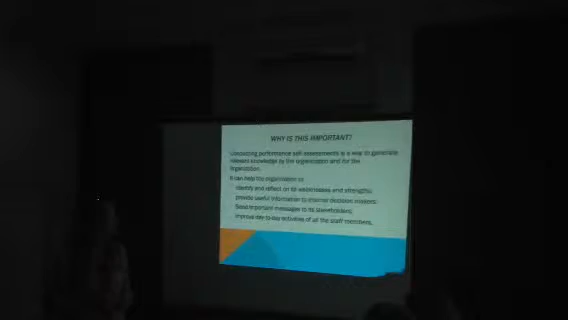 WHY IS THIS IMPORTANT?
Conducting performance self-assessments is a way to generate
relevant knowledge by the organization and for the
organization.
It can help the organization to:
identify and reflect on its weaknesses and strengths;
provide useful information to internal decision makers;
Send important messages to its stakeholders;
improve day-to-day activities of all the staff members.